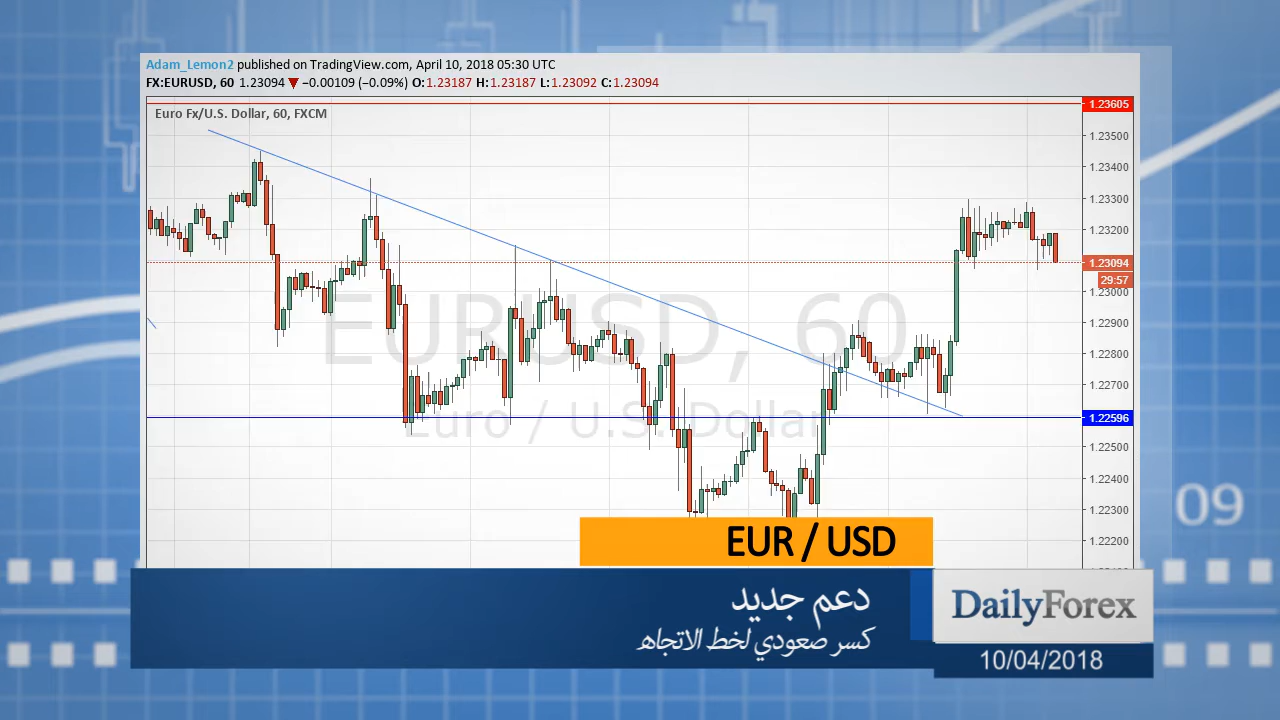 Adam_Lemon2 published on TradingView.com, April 10, 2018 05:30 UTC
FX:EURUSD, 60 1.23094 ▼ −0.00109 (−0.09%) O:1.23187 H:1.23187 L:1.23092 C:1.23094
Euro Fx/U.S. Dollar, 60, FXCM
1.23605
1.23500
1.23400
1.23300
1.23200
1.23094
29:57
1.23000
1.22900
1.22800
1.22700
1.22596
1.22500
1.22400
1.22300
1.22200
EURUSD, 60
Euro / U.S. Dollar
09
EUR / USD
دعم جديد
كسر صعودي لخط الاتجاه
DailyForex
10/04/2018